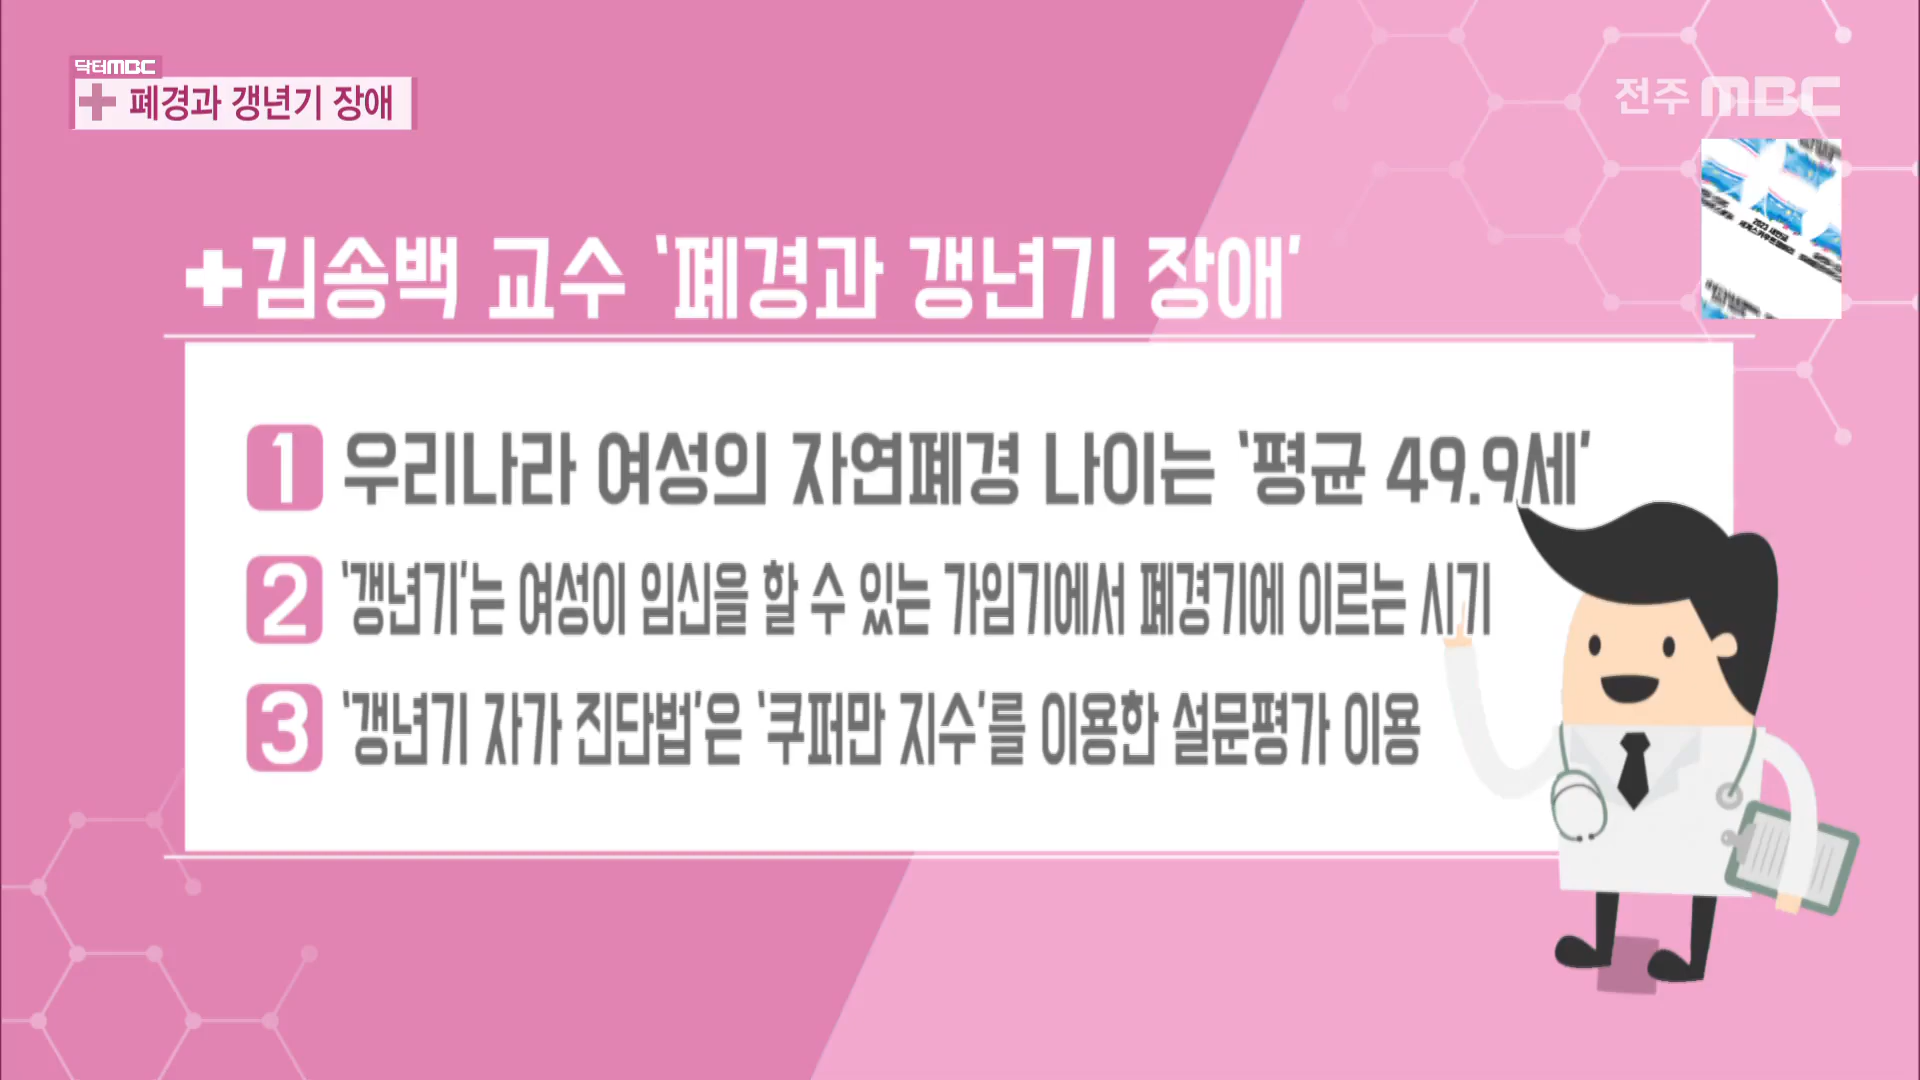 닥터MBC
폐경과 갱년기 장애
전주 MBC
김송백 교수 '폐경과 갱년기 장애'
1 우리나라 여성의 자연폐경 나이는 '평균 49.9세'
2 '갱년기'는 여성이 임신을 할 수 있는 가임기에서 폐경기에 이르는 시기
3 '갱년기 자가 진단법'은 '쿠퍼만 지수'를 이용한 설문평가 이용